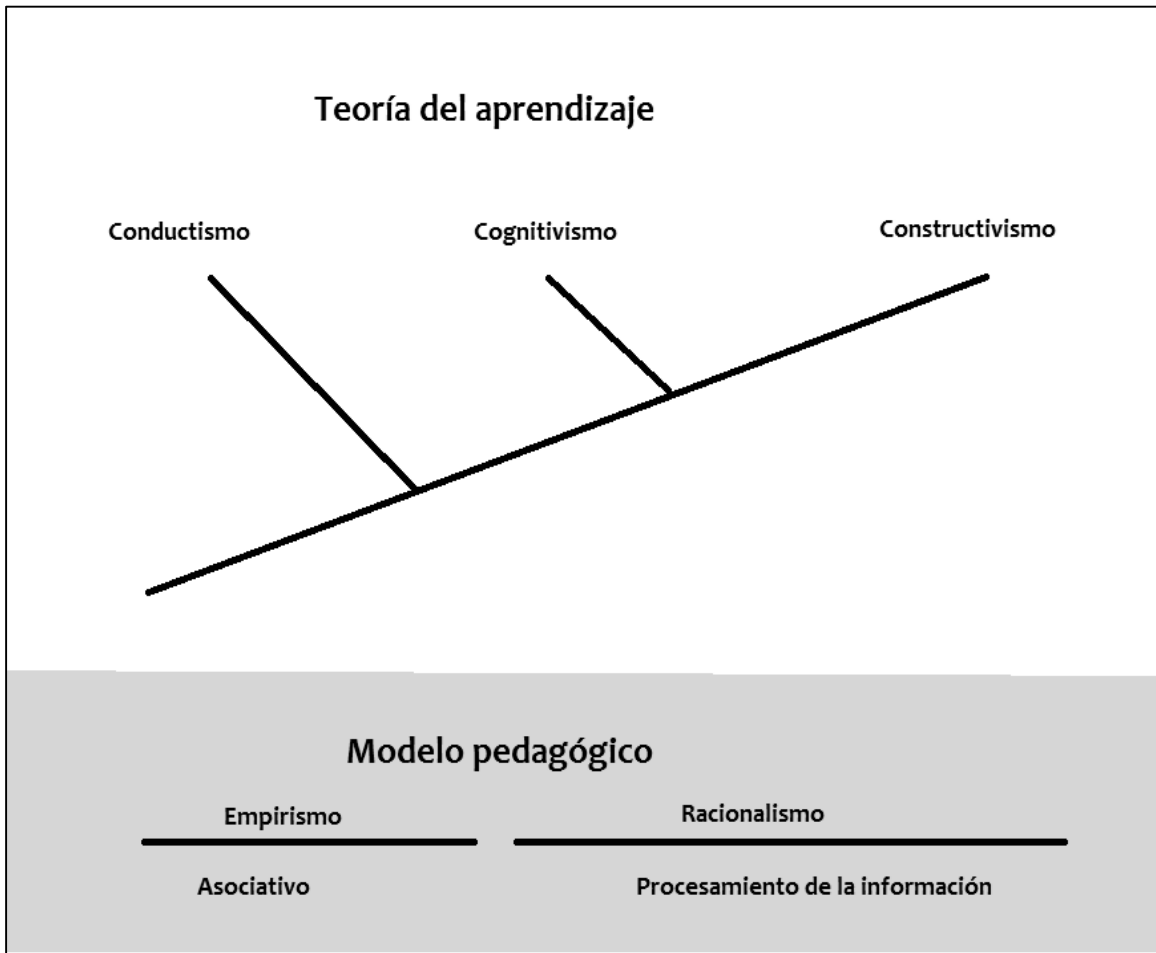 Teoría del aprendizaje
Conductismo
Cognitivismo
Constructivismo
Modelo pedagógico
Empirismo
Racionalismo
Asociativo
Procesamiento de la información